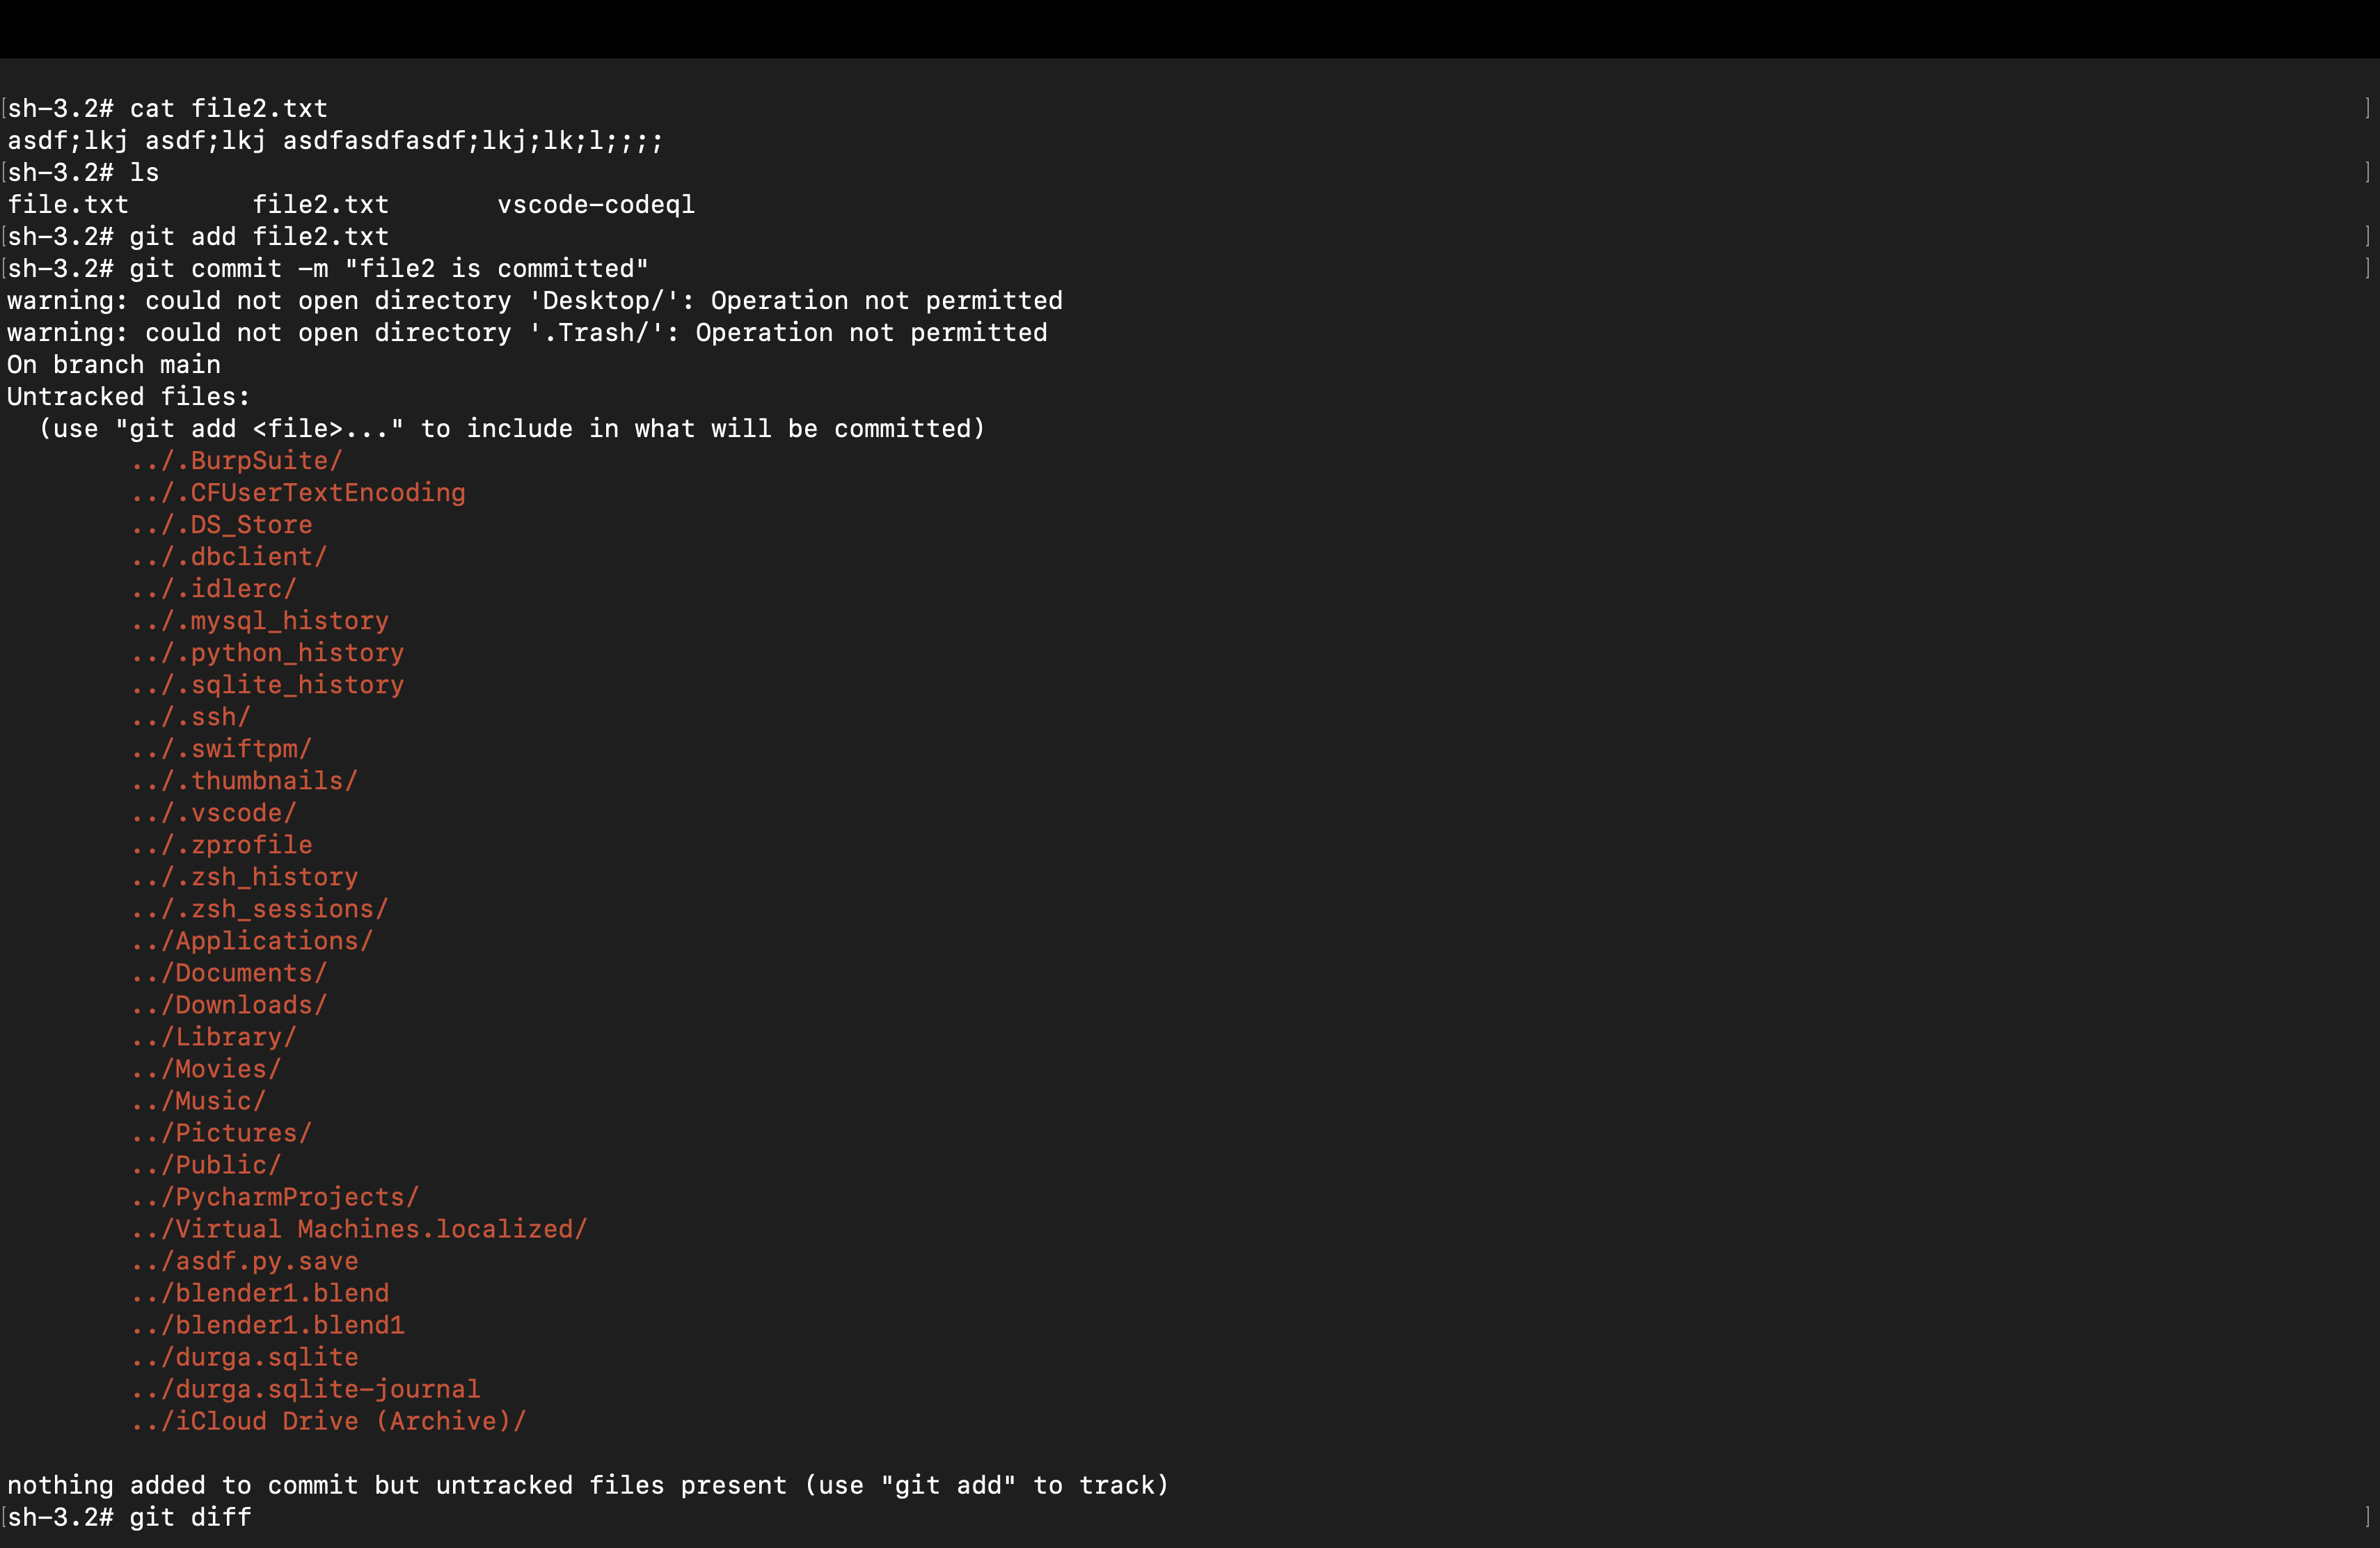 [sh-3.2# cat file2.txt ]
asdf;lkj asdf;lkj asdfasdfasdf;lkj;lk;l;;;;
[sh-3.2# ls ]
file.txt        file2.txt       vscode-codeql
[sh-3.2# git add file2.txt ]
[sh-3.2# git commit -m "file2 is committed" ]
warning: could not open directory 'Desktop/': Operation not permitted
warning: could not open directory '.Trash/': Operation not permitted
On branch main
Untracked files:
  (use "git add <file>..." to include in what will be committed)
        ../.BurpSuite/
        ../.CFUserTextEncoding
        ../.DS_Store
        ../.dbclient/
        ../.idlerc/
        ../.mysql_history
        ../.python_history
        ../.sqlite_history
        ../.ssh/
        ../.swiftpm/
        ../.thumbnails/
        ../.vscode/
        ../.zprofile
        ../.zsh_history
        ../.zsh_sessions/
        ../Applications/
        ../Documents/
        ../Downloads/
        ../Library/
        ../Movies/
        ../Music/
        ../Pictures/
        ../Public/
        ../PycharmProjects/
        ../Virtual Machines.localized/
        ../asdf.py.save
        ../blender1.blend
        ../blender1.blend1
        ../durga.sqlite
        ../durga.sqlite-journal
        ../iCloud Drive (Archive)/
nothing added to commit but untracked files present (use "git add" to track)
[sh-3.2# git diff ]